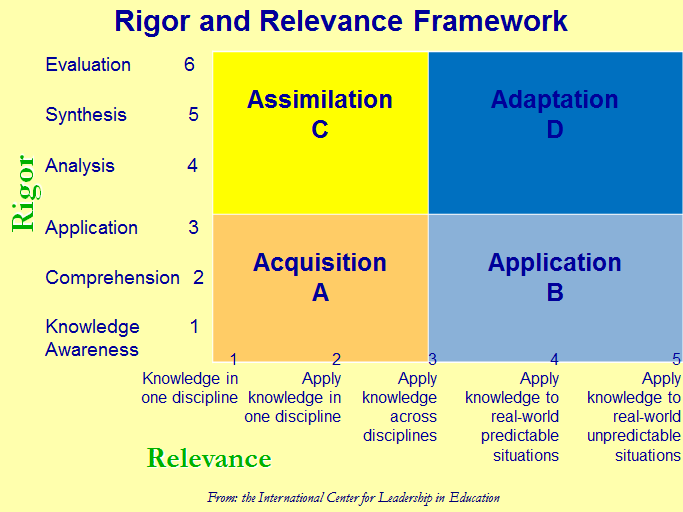 Rigor and Relevance Framework
Evaluation 6
Synthesis 5
Analysis 4
Application 3
Comprehension 2
Knowledge 1
Awareness
Rigor
Assimilation
C
Adaptation
D
Acquisition
A
Application
B
1
Knowledge in
one discipline
2
Apply
knowledge in
one discipline
3
Apply
knowledge
across
disciplines
4
Apply
knowledge to
real-world
predictable
situations
5
Apply
knowledge to
real-world
unpredictable
situations
Relevance
From: the International Center for Leadership in Education